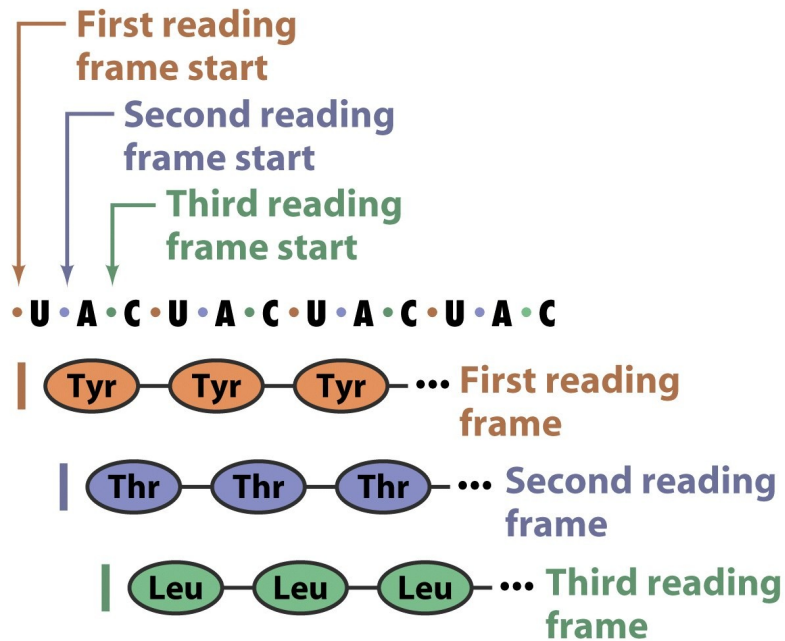 First reading
frame start
Second reading
frame start
Third reading
frame start
•U•A•C•U•A•C•U•A•C•U•A•C
Tyr Tyr Tyr ••• First reading
frame
Thr Thr Thr ••• Second reading
frame
Leu Leu Leu ••• Third reading
frame